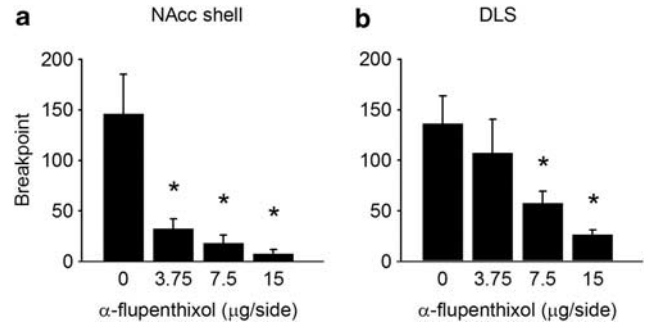 a NAcc shell
200
150
100
50
0
Breakpoint
* * *
0 3.75 7.5 15
α-flupenthixol (μg/side)
b DLS
200
150
100
50
0
* *
0 3.75 7.5 15
α-flupenthixol (μg/side)